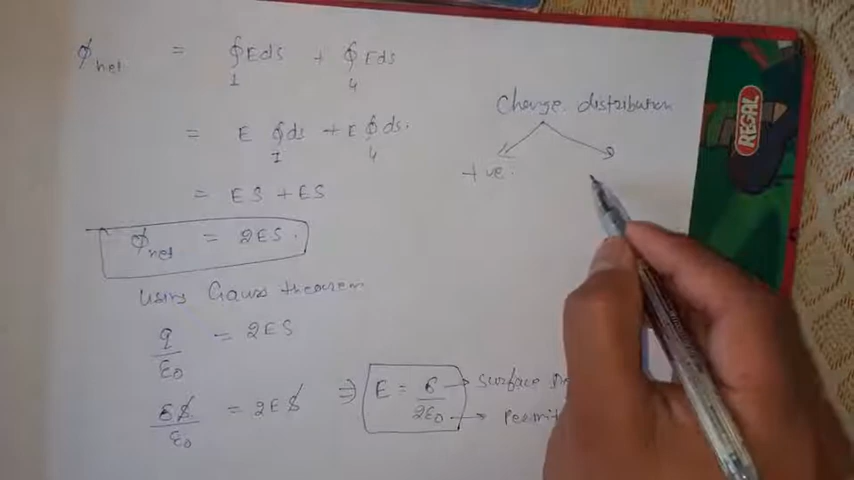 ϕnet = ∮Eds + ∮Eds
1 4
= E ∮ds + E ∮ds.
1 4
= ES + ES
ϕnet = 2ES.
using Gauss theorem
q/ε0 = 2ES
σS/ε0 = 2ES ⇒ E = σ/2ε0
→ surface
→ Permit
Charge distribution
+ve.
REGAL